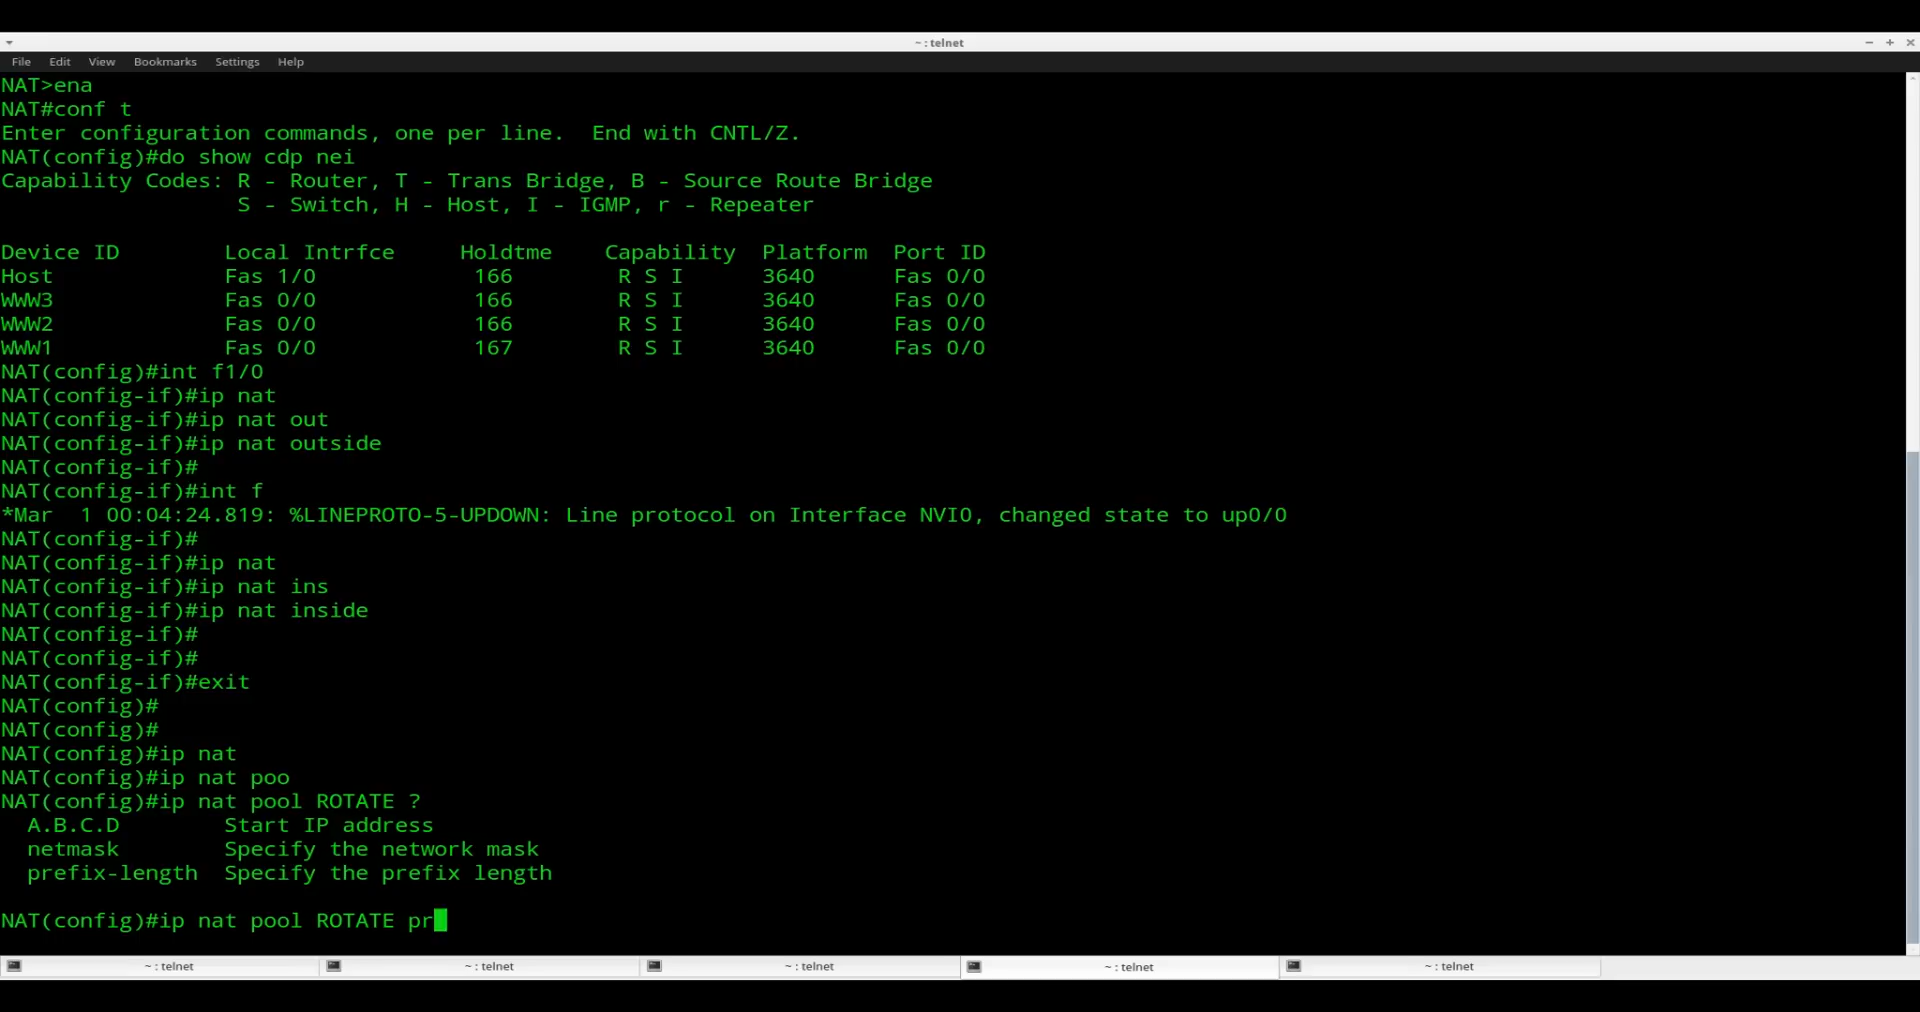 ~ : telnet
File Edit View Bookmarks Settings Help
NAT>ena
NAT#conf t
Enter configuration commands, one per line.  End with CNTL/Z.
NAT(config)#do show cdp nei
Capability Codes: R - Router, T - Trans Bridge, B - Source Route Bridge
                  S - Switch, H - Host, I - IGMP, r - Repeater
Device ID        Local Intrfce     Holdtme    Capability  Platform  Port ID
Host             Fas 1/0            166        R S I      3640      Fas 0/0
WWW3             Fas 0/0            166        R S I      3640      Fas 0/0
WWW2             Fas 0/0            166        R S I      3640      Fas 0/0
WWW1             Fas 0/0            167        R S I      3640      Fas 0/0
NAT(config)#int f1/0
NAT(config-if)#ip nat
NAT(config-if)#ip nat out
NAT(config-if)#ip nat outside
NAT(config-if)#
NAT(config-if)#int f
*Mar  1 00:04:24.819: %LINEPROTO-5-UPDOWN: Line protocol on Interface NVI0, changed state to up0/0
NAT(config-if)#
NAT(config-if)#ip nat
NAT(config-if)#ip nat ins
NAT(config-if)#ip nat inside
NAT(config-if)#
NAT(config-if)#
NAT(config-if)#exit
NAT(config)#
NAT(config)#
NAT(config)#ip nat
NAT(config)#ip nat poo
NAT(config)#ip nat pool ROTATE ?
  A.B.C.D        Start IP address
  netmask        Specify the network mask
  prefix-length  Specify the prefix length
NAT(config)#ip nat pool ROTATE pr
~ : telnet ~ : telnet ~ : telnet ~ : telnet ~ : telnet